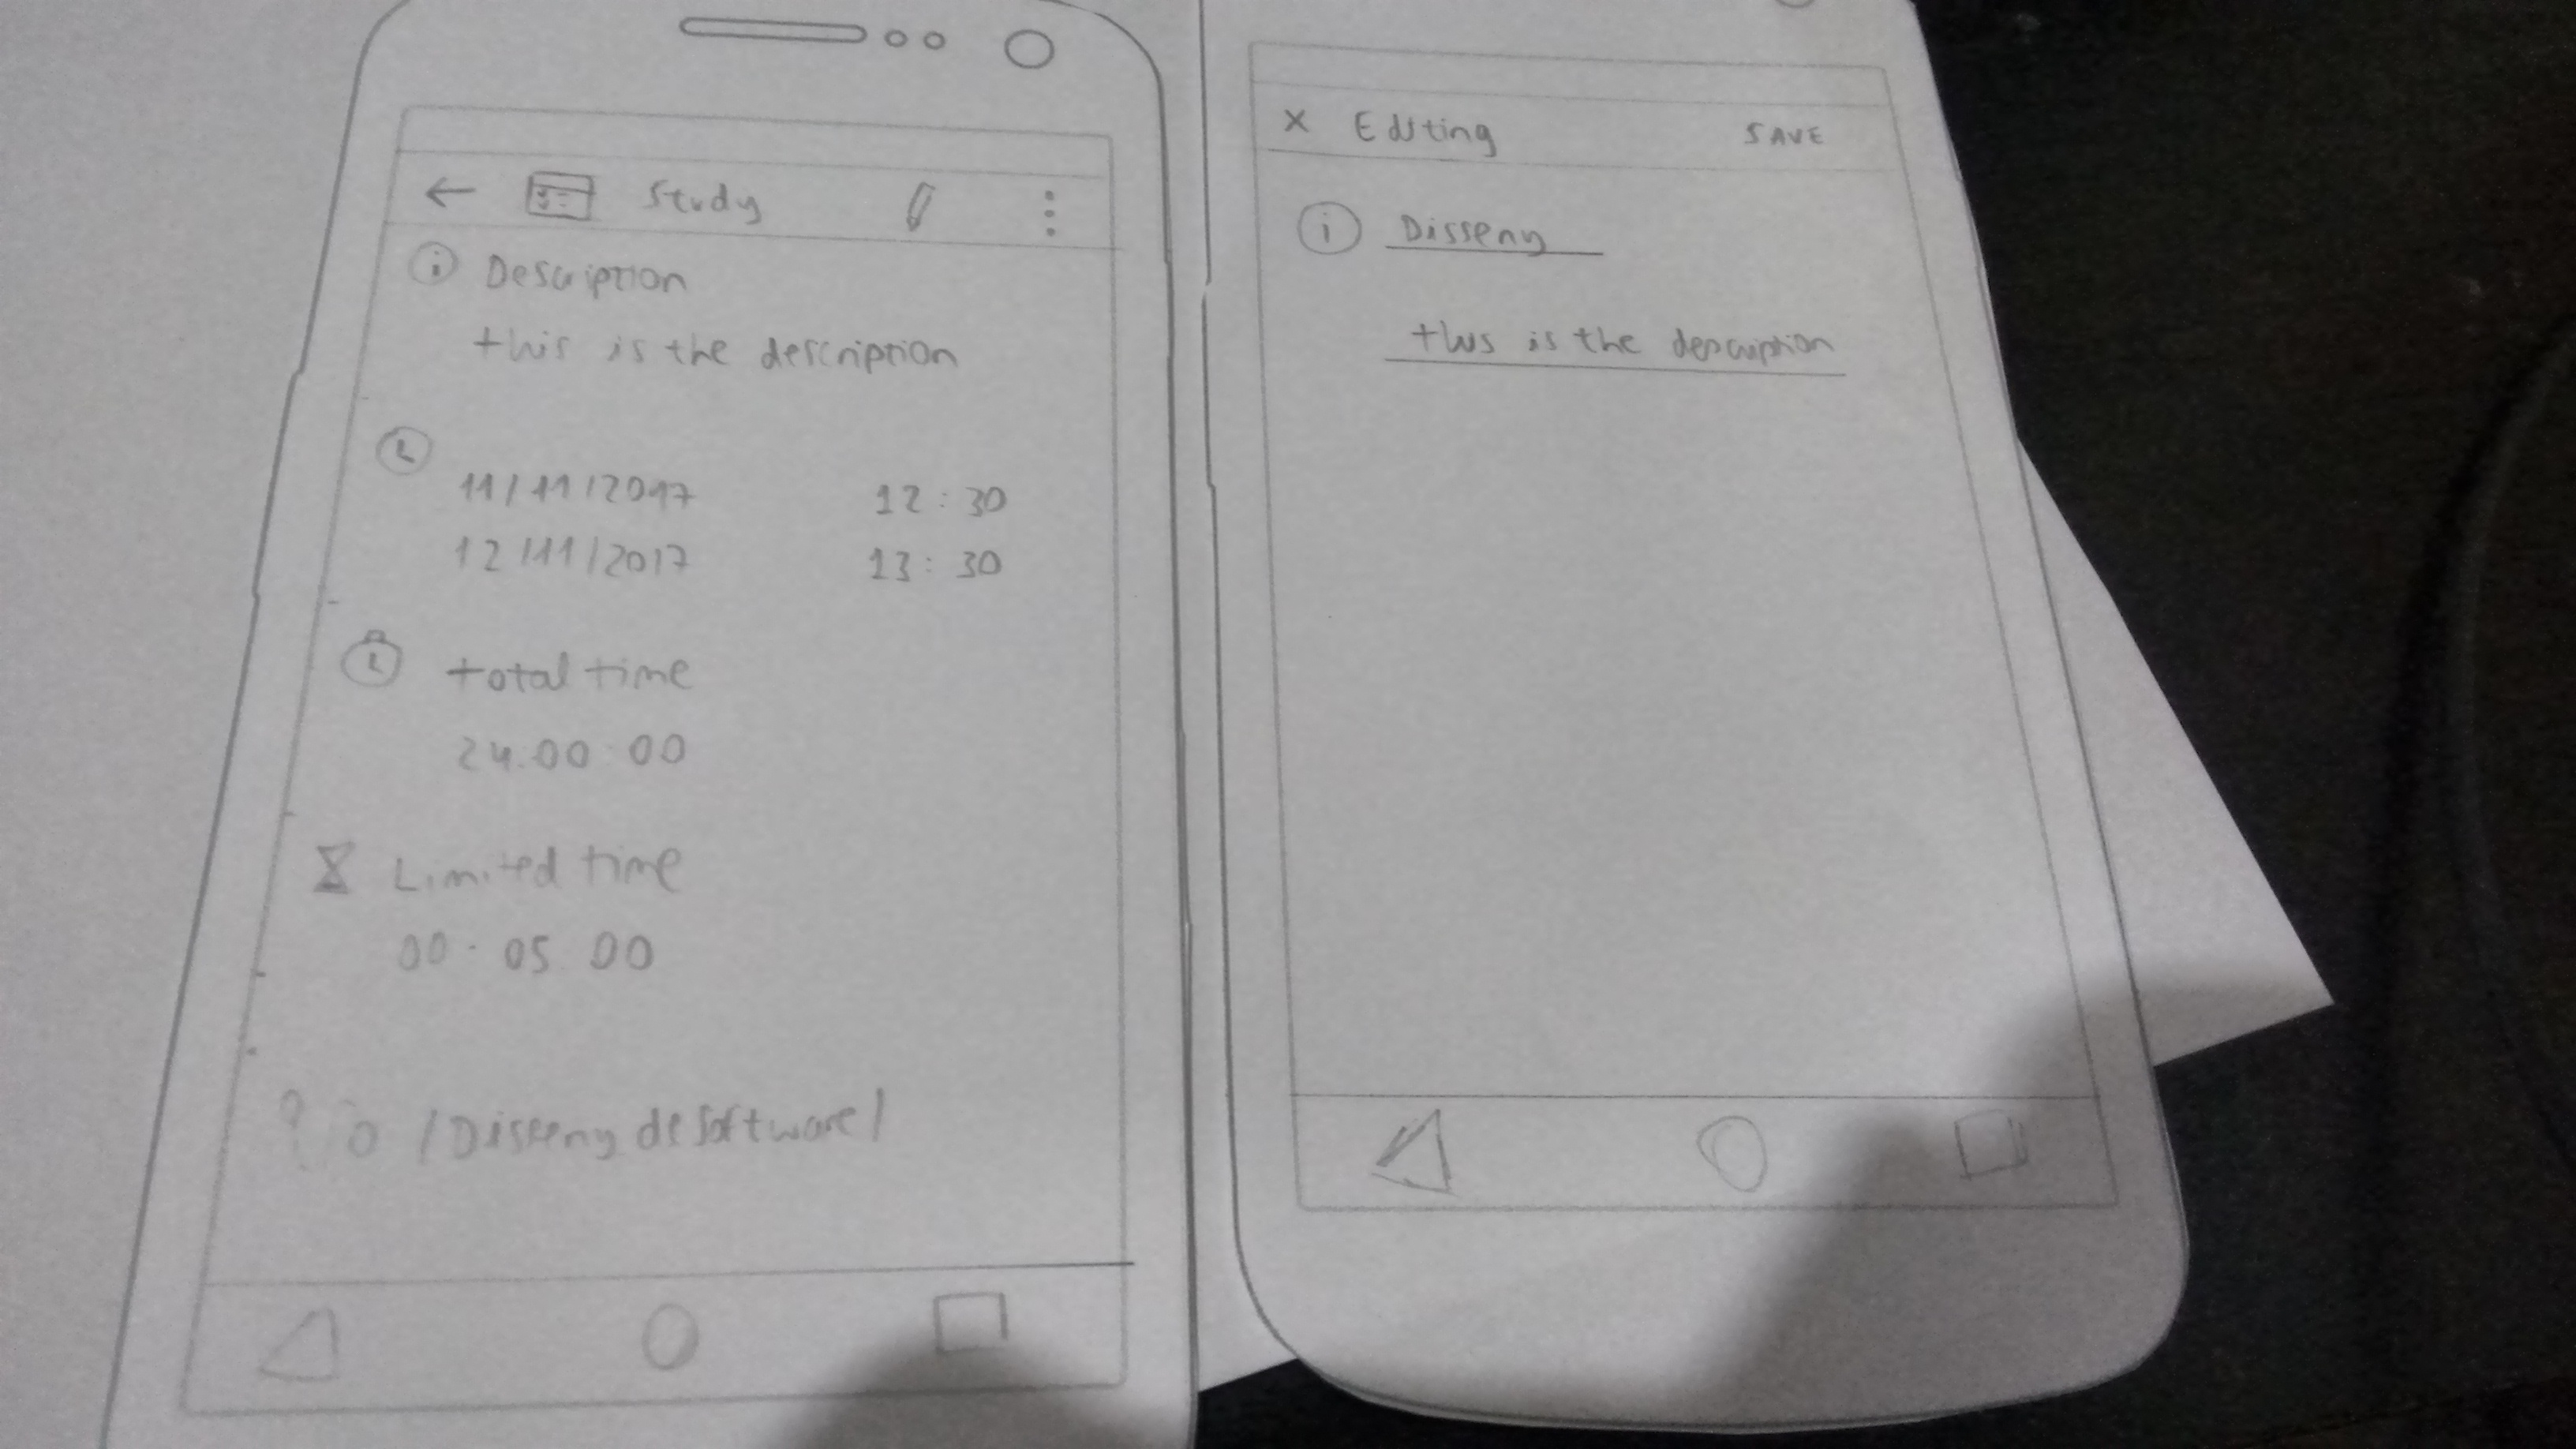 Study
Description
this is the description
11/11/2017 12:30
12/11/2017 13:30
total time
24:00:00
Limited time
00:05:00
/Disseny de software/
X Editing SAVE
Disseny
this is the description